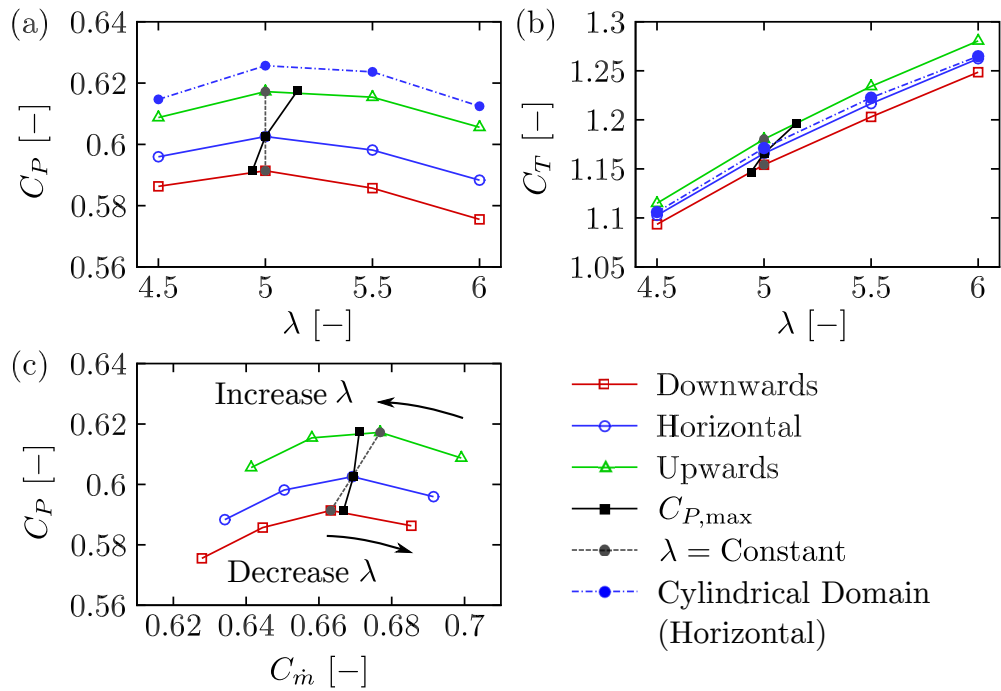 (a)
0.64
0.62
0.6
0.58
0.56
C_P [−]
4.5 5 5.5 6
λ [−]
(b)
1.3
1.25
1.2
1.15
1.1
1.05
C_T [−]
4.5 5 5.5 6
λ [−]
(c)
0.64
0.62
0.6
0.58
0.56
C_P [−]
Increase λ
Decrease λ
0.62 0.64 0.66 0.68 0.7
C_ṁ [−]
Downwards
Horizontal
Upwards
C_P,max
λ = Constant
Cylindrical Domain
(Horizontal)